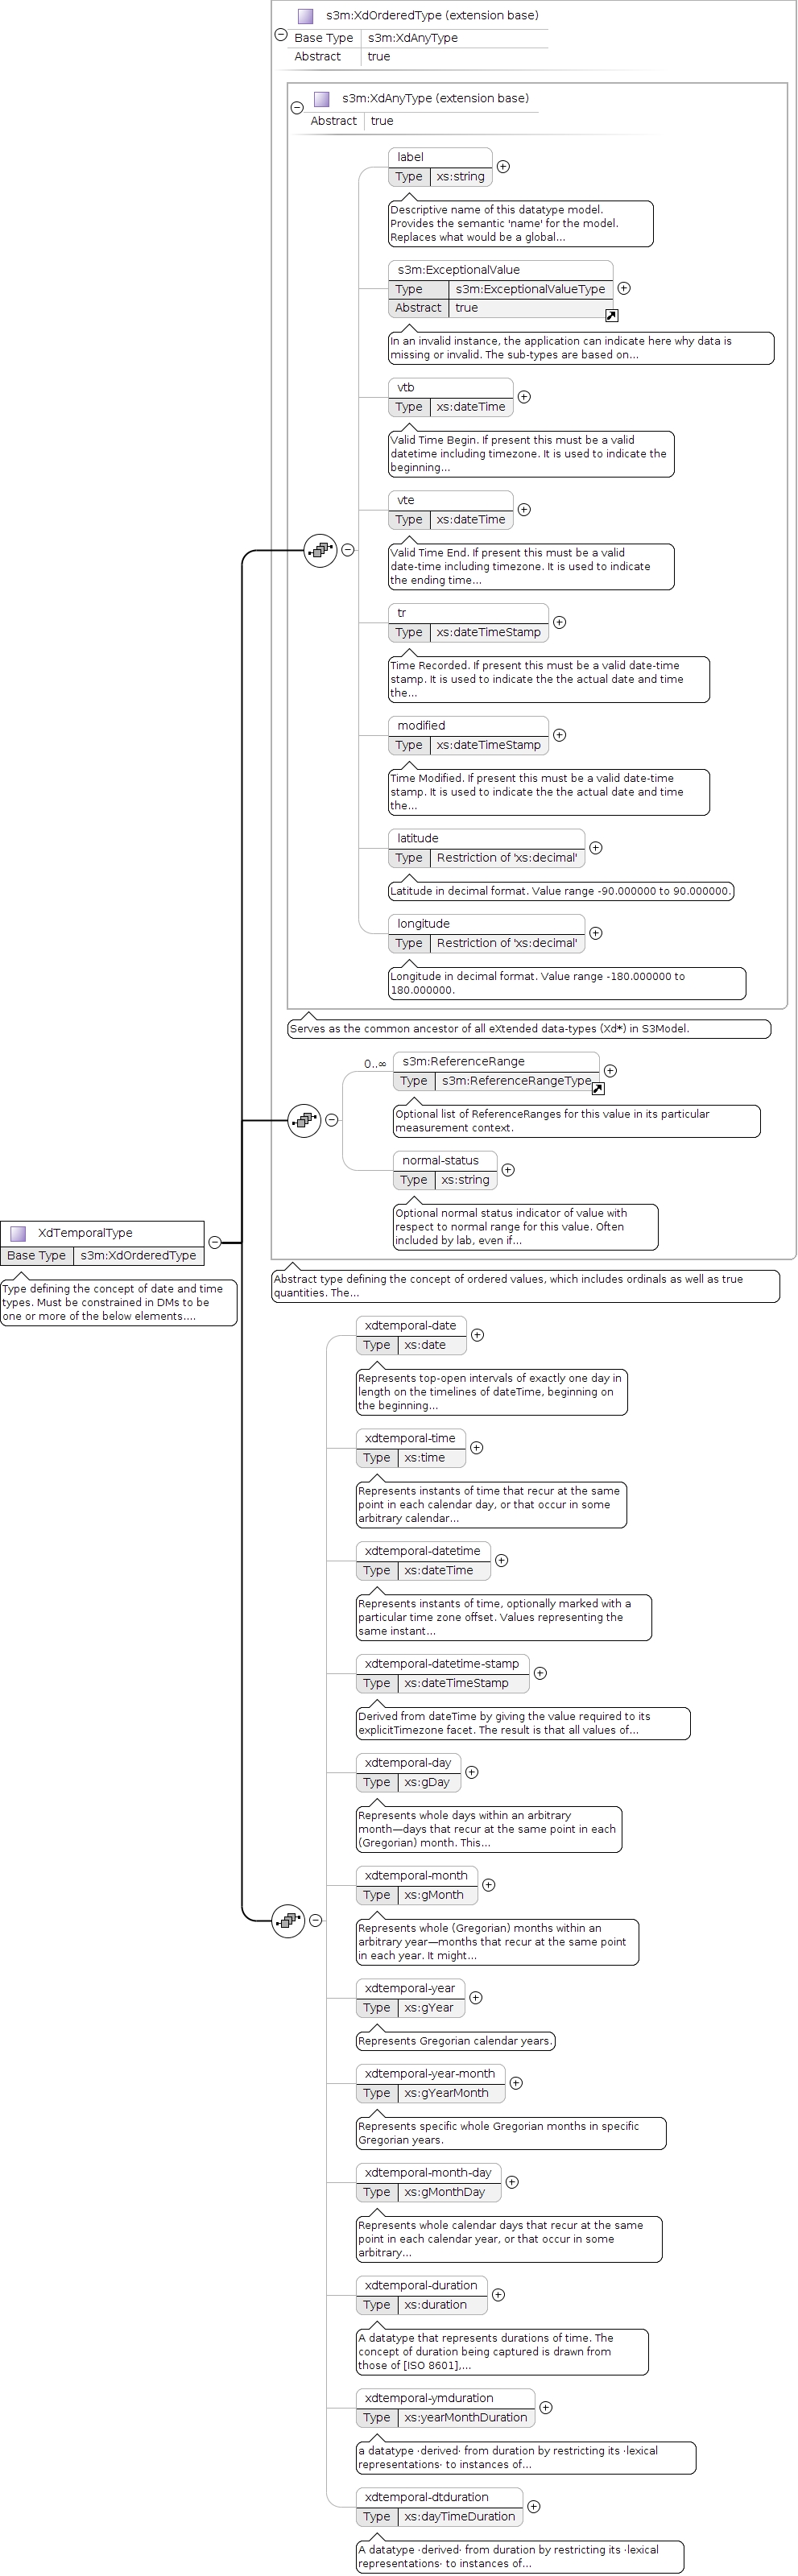 s3m:XdOrderedType (extension base)
Base Type s3m:XdAnyType
Abstract true
s3m:XdAnyType (extension base)
Abstract true
label
Type xs:string
Descriptive name of this datatype model.
Provides the semantic 'name' for the model.
Replaces what would be a global...
s3m:ExceptionalValue
Type s3m:ExceptionalValueType
Abstract true
In an invalid instance, the application can indicate here why data is
missing or invalid. The sub-types are based on...
vtb
Type xs:dateTime
Valid Time Begin. If present this must be a valid
datetime including timezone. It is used to indicate the
beginning...
vte
Type xs:dateTime
Valid Time End. If present this must be a valid
date-time including timezone. It is used to indicate
the ending time...
tr
Type xs:dateTimeStamp
Time Recorded. If present this must be a valid date-time
stamp. It is used to indicate the the actual date and time
the...
modified
Type xs:dateTimeStamp
Time Modified. If present this must be a valid date-time
stamp. It is used to indicate the the actual date and time
the...
latitude
Type Restriction of 'xs:decimal'
Latitude in decimal format. Value range -90.000000 to 90.000000.
longitude
Type Restriction of 'xs:decimal'
Longitude in decimal format. Value range -180.000000 to
180.000000.
Serves as the common ancestor of all eXtended data-types (Xd*) in S3Model.
0..∞
s3m:ReferenceRange
Type s3m:ReferenceRangeType
Optional list of ReferenceRanges for this value in its particular
measurement context.
normal-status
Type xs:string
Optional normal status indicator of value with
respect to normal range for this value. Often
included by lab, even if...
XdTemporalType
Base Type s3m:XdOrderedType
Type defining the concept of date and time
types. Must be constrained in DMs to be
one or more of the below elements....
Abstract type defining the concept of ordered values, which includes ordinals as well as true
quantities. The...
xdtemporal-date
Type xs:date
Represents top-open intervals of exactly one day in
length on the timelines of dateTime, beginning on
the beginning...
xdtemporal-time
Type xs:time
Represents instants of time that recur at the same
point in each calendar day, or that occur in some
arbitrary calendar...
xdtemporal-datetime
Type xs:dateTime
Represents instants of time, optionally marked with a
particular time zone offset. Values representing the
same instant...
xdtemporal-datetime-stamp
Type xs:dateTimeStamp
Derived from dateTime by giving the value required to its
explicitTimezone facet. The result is that all values of...
xdtemporal-day
Type xs:gDay
Represents whole days within an arbitrary
month—days that recur at the same point in each
(Gregorian) month. This...
xdtemporal-month
Type xs:gMonth
Represents whole (Gregorian) months within an
arbitrary year—months that recur at the same point
in each year. It might...
xdtemporal-year
Type xs:gYear
Represents Gregorian calendar years.
xdtemporal-year-month
Type xs:gYearMonth
Represents specific whole Gregorian months in specific
Gregorian years.
xdtemporal-month-day
Type xs:gMonthDay
Represents whole calendar days that recur at the same
point in each calendar year, or that occur in some
arbitrary...
xdtemporal-duration
Type xs:duration
A datatype that represents durations of time. The
concept of duration being captured is drawn from
those of [ISO 8601],...
xdtemporal-ymduration
Type xs:yearMonthDuration
a datatype ·derived· from duration by restricting its ·lexical
representations· to instances of...
xdtemporal-dtduration
Type xs:dayTimeDuration
A datatype ·derived· from duration by restricting its ·lexical
representations· to instances of...